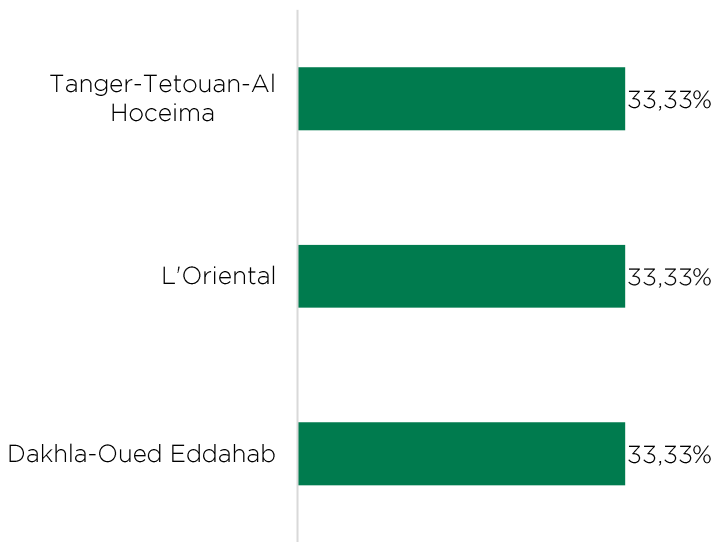 Tanger-Tetouan-Al
Hoceima
33,33%
L'Oriental
33,33%
Dakhla-Oued Eddahab
33,33%